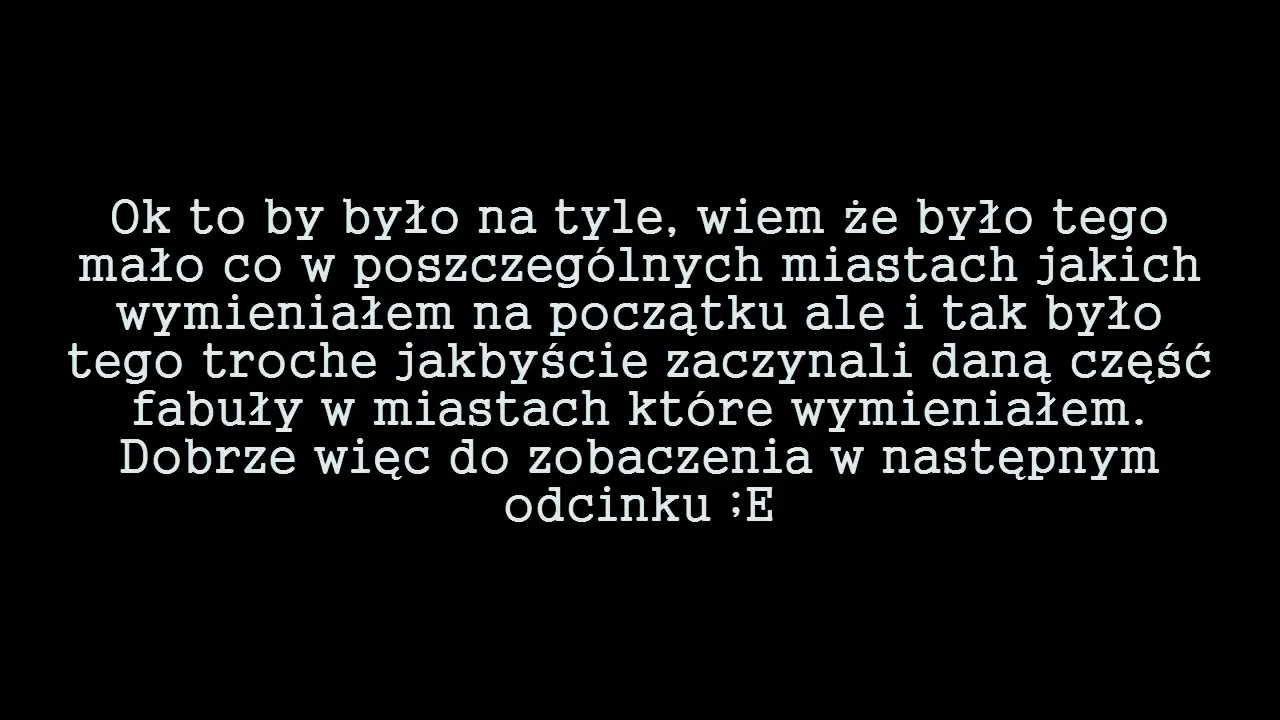 Ok to by było na tyle, wiem że było tego
mało co w poszczególnych miastach jakich
wymieniałem na początku ale i tak było
tego troche jakbyście zaczynali daną część
fabuły w miastach które wymieniałem.
Dobrze więc do zobaczenia w następnym
odcinku ;E